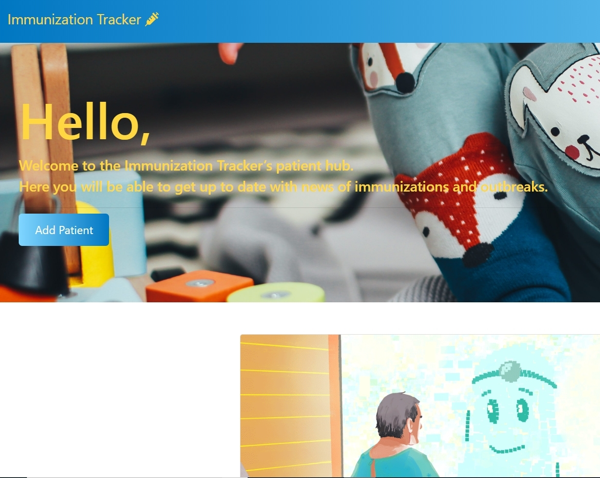 Immunization Tracker
Hello,
Welcome to the Immunization Tracker's patient hub.
Here you will be able to get up to date with news of immunizations and outbreaks.
Add Patient